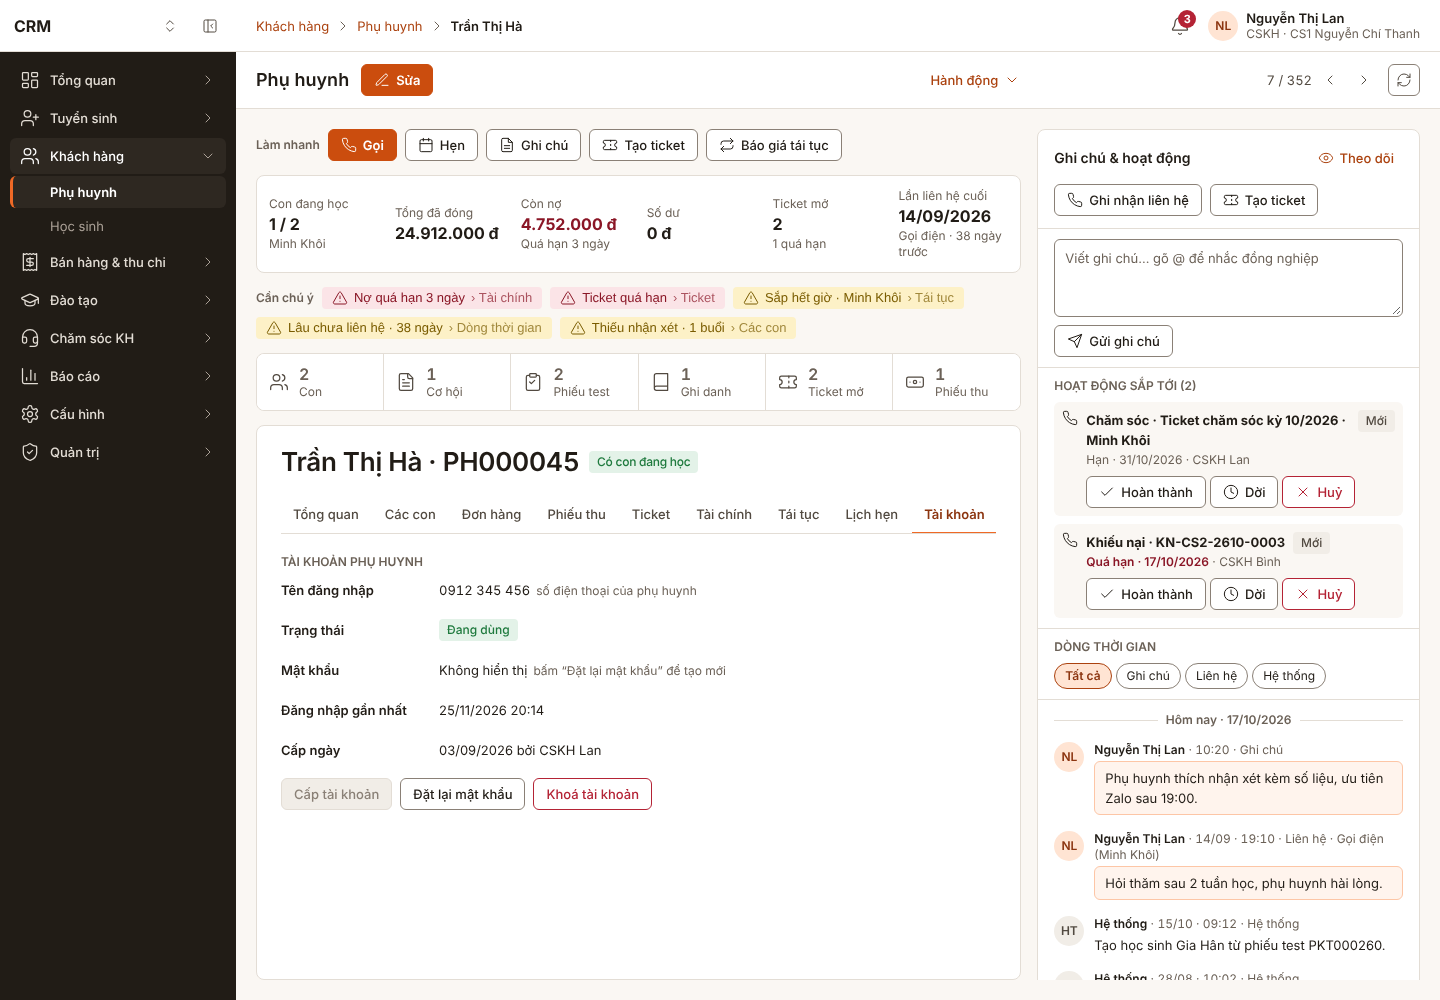 CRM
Khách hàng
Phụ huynh
Trần Thị Hà
3
NL
Nguyễn Thị Lan
CSKH · CS1 Nguyễn Chí Thanh
Tổng quan
Tuyển sinh
Khách hàng
Phụ huynh
Học sinh
Bán hàng & thu chi
Đào tạo
Chăm sóc KH
Báo cáo
Cấu hình
Quản trị
Phụ huynh
Sửa
Hành động
7 / 352
Làm nhanh
Gọi
Hẹn
Ghi chú
Tạo ticket
Báo giá tái tục
Con đang học
1 / 2
Minh Khôi
Tổng đã đóng
24.912.000 đ
Còn nợ
4.752.000 đ
Quá hạn 3 ngày
Số dư
0 đ
Ticket mở
2
1 quá hạn
Lần liên hệ cuối
14/09/2026
Gọi điện · 38 ngày
trước
Cần chú ý
Nợ quá hạn 3 ngày › Tài chính
Ticket quá hạn › Ticket
Sắp hết giờ · Minh Khôi › Tái tục
Lâu chưa liên hệ · 38 ngày › Dòng thời gian
Thiếu nhận xét · 1 buổi › Các con
2
Con
1
Cơ hội
2
Phiếu test
1
Ghi danh
2
Ticket mở
1
Phiếu thu
Trần Thị Hà · PH000045
Có con đang học
Tổng quan
Các con
Đơn hàng
Phiếu thu
Ticket
Tài chính
Tái tục
Lịch hẹn
Tài khoản
TÀI KHOẢN PHỤ HUYNH
Tên đăng nhập
0912 345 456 số điện thoại của phụ huynh
Trạng thái
Đang dùng
Mật khẩu
Không hiển thị bấm “Đặt lại mật khẩu” để tạo mới
Đăng nhập gần nhất
25/11/2026 20:14
Cấp ngày
03/09/2026 bởi CSKH Lan
Cấp tài khoản
Đặt lại mật khẩu
Khoá tài khoản
Ghi chú & hoạt động
Theo dõi
Ghi nhận liên hệ
Tạo ticket
Viết ghi chú... gõ @ để nhắc đồng nghiệp
Gửi ghi chú
HOẠT ĐỘNG SẮP TỚI (2)
Chăm sóc · Ticket chăm sóc kỳ 10/2026 ·
Minh Khôi
Mới
Hạn · 31/10/2026 · CSKH Lan
Hoàn thành
Dời
Huỷ
Khiếu nại · KN-CS2-2610-0003
Mới
Quá hạn · 17/10/2026 · CSKH Bình
Hoàn thành
Dời
Huỷ
DÒNG THỜI GIAN
Tất cả
Ghi chú
Liên hệ
Hệ thống
Hôm nay · 17/10/2026
NL
Nguyễn Thị Lan · 10:20 · Ghi chú
Phụ huynh thích nhận xét kèm số liệu, ưu tiên
Zalo sau 19:00.
NL
Nguyễn Thị Lan · 14/09 · 19:10 · Liên hệ · Gọi điện
(Minh Khôi)
Hỏi thăm sau 2 tuần học, phụ huynh hài lòng.
HT
Hệ thống · 15/10 · 09:12 · Hệ thống
Tạo học sinh Gia Hân từ phiếu test PKT000260.
Hệ thống · 28/08 · 10:02 · Hệ thống